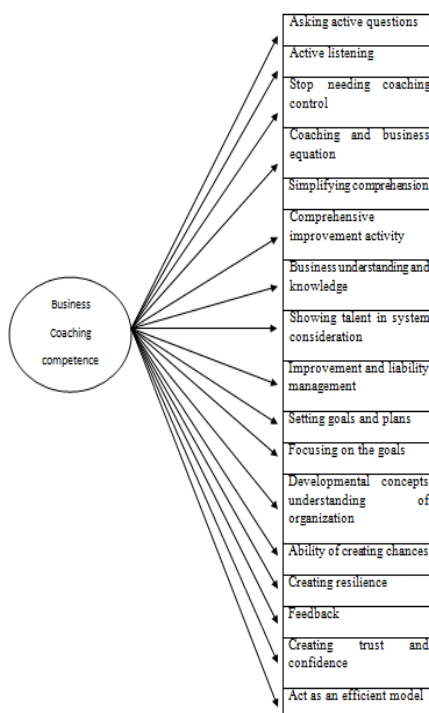 Asking active questions
Active listening
Stop needing coaching
control
Coaching and business
equation
Simplifying comprehension
Comprehensive
improvement activity
Business understanding and
knowledge
Showing talent in system
consideration
Improvement and liability
management
Setting goals and plans
Focusing on the goals
Developmental concepts
understanding of
organization
Ability of creating chances
Creating resilience
Feedback
Creating trust and
confidence
Act as an efficient model
Business
Coaching
competence